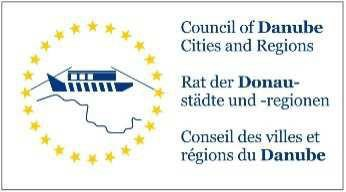 Council of Danube
Cities and Regions
Rat der Donau-
städte und -regionen
Conseil des villes et
régions du Danube